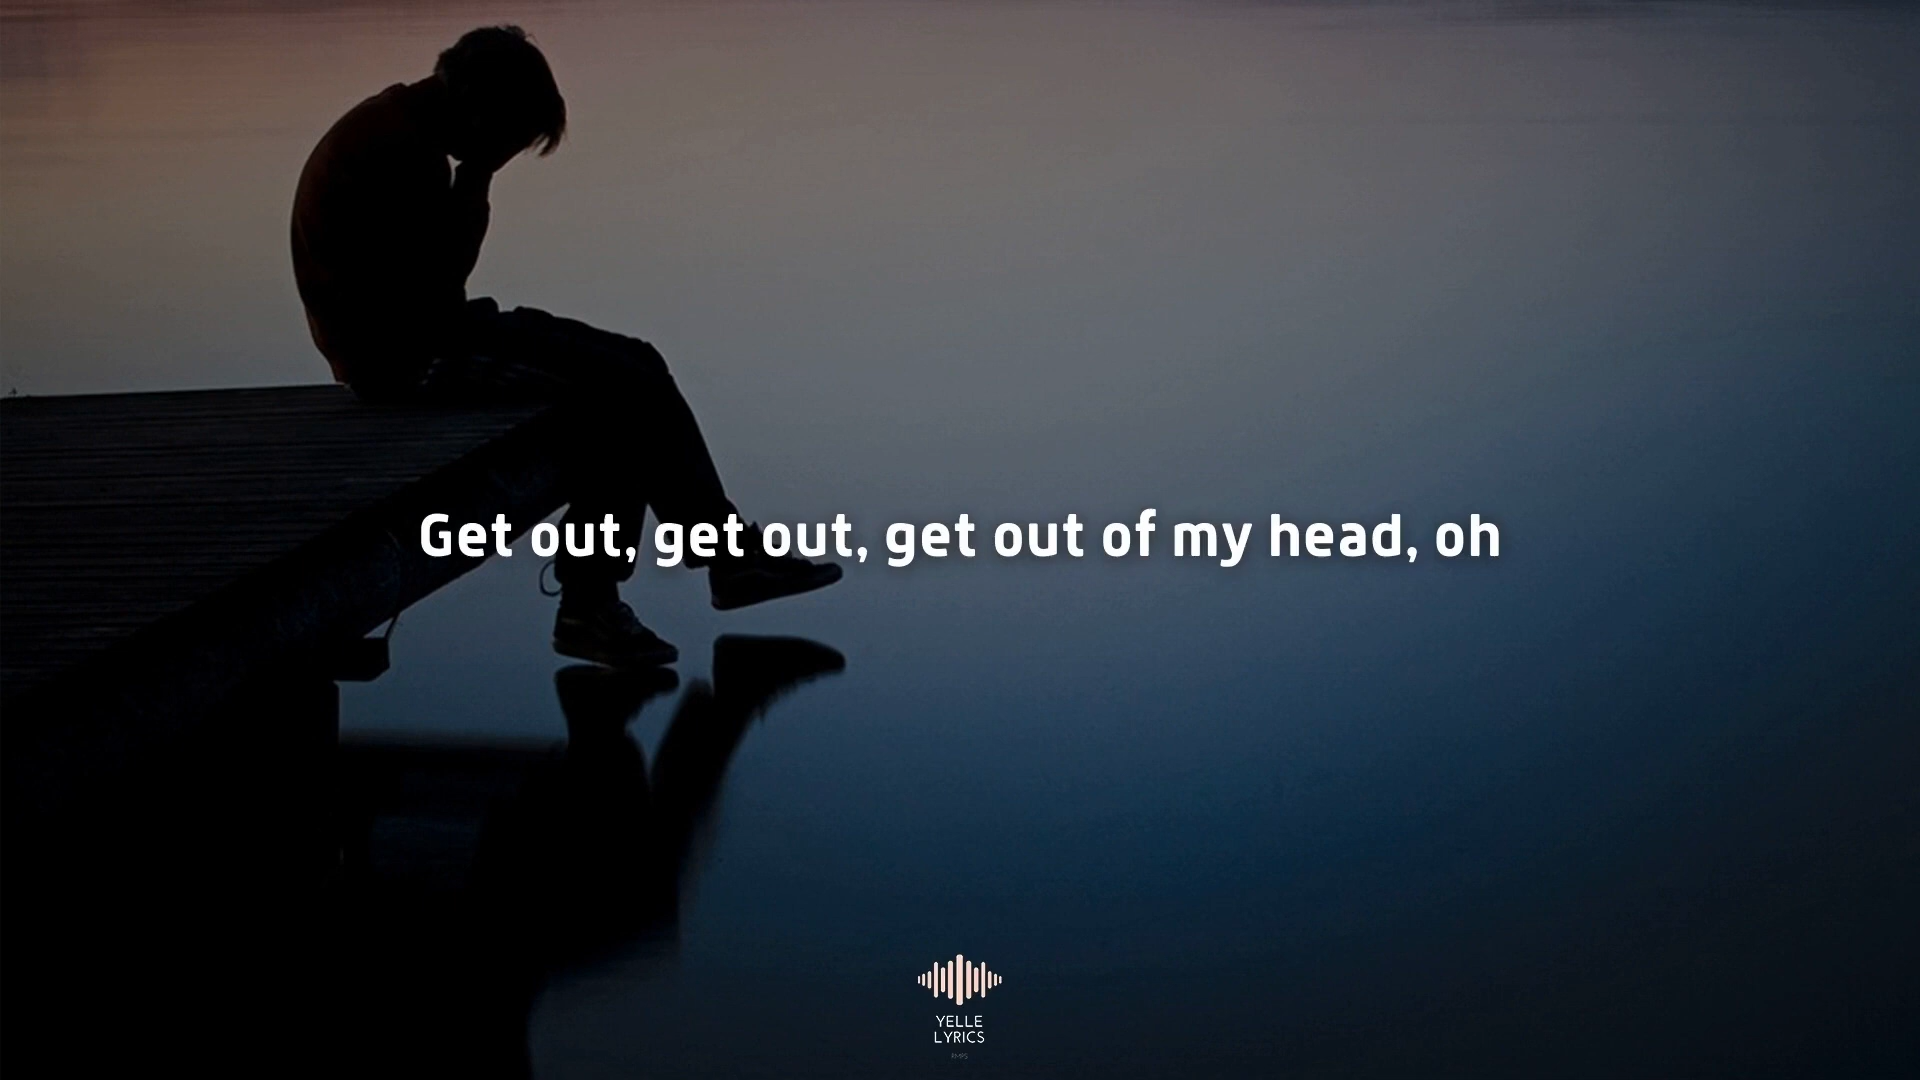 Get out, get out, get out of my head, oh
YELLE
LYRICS